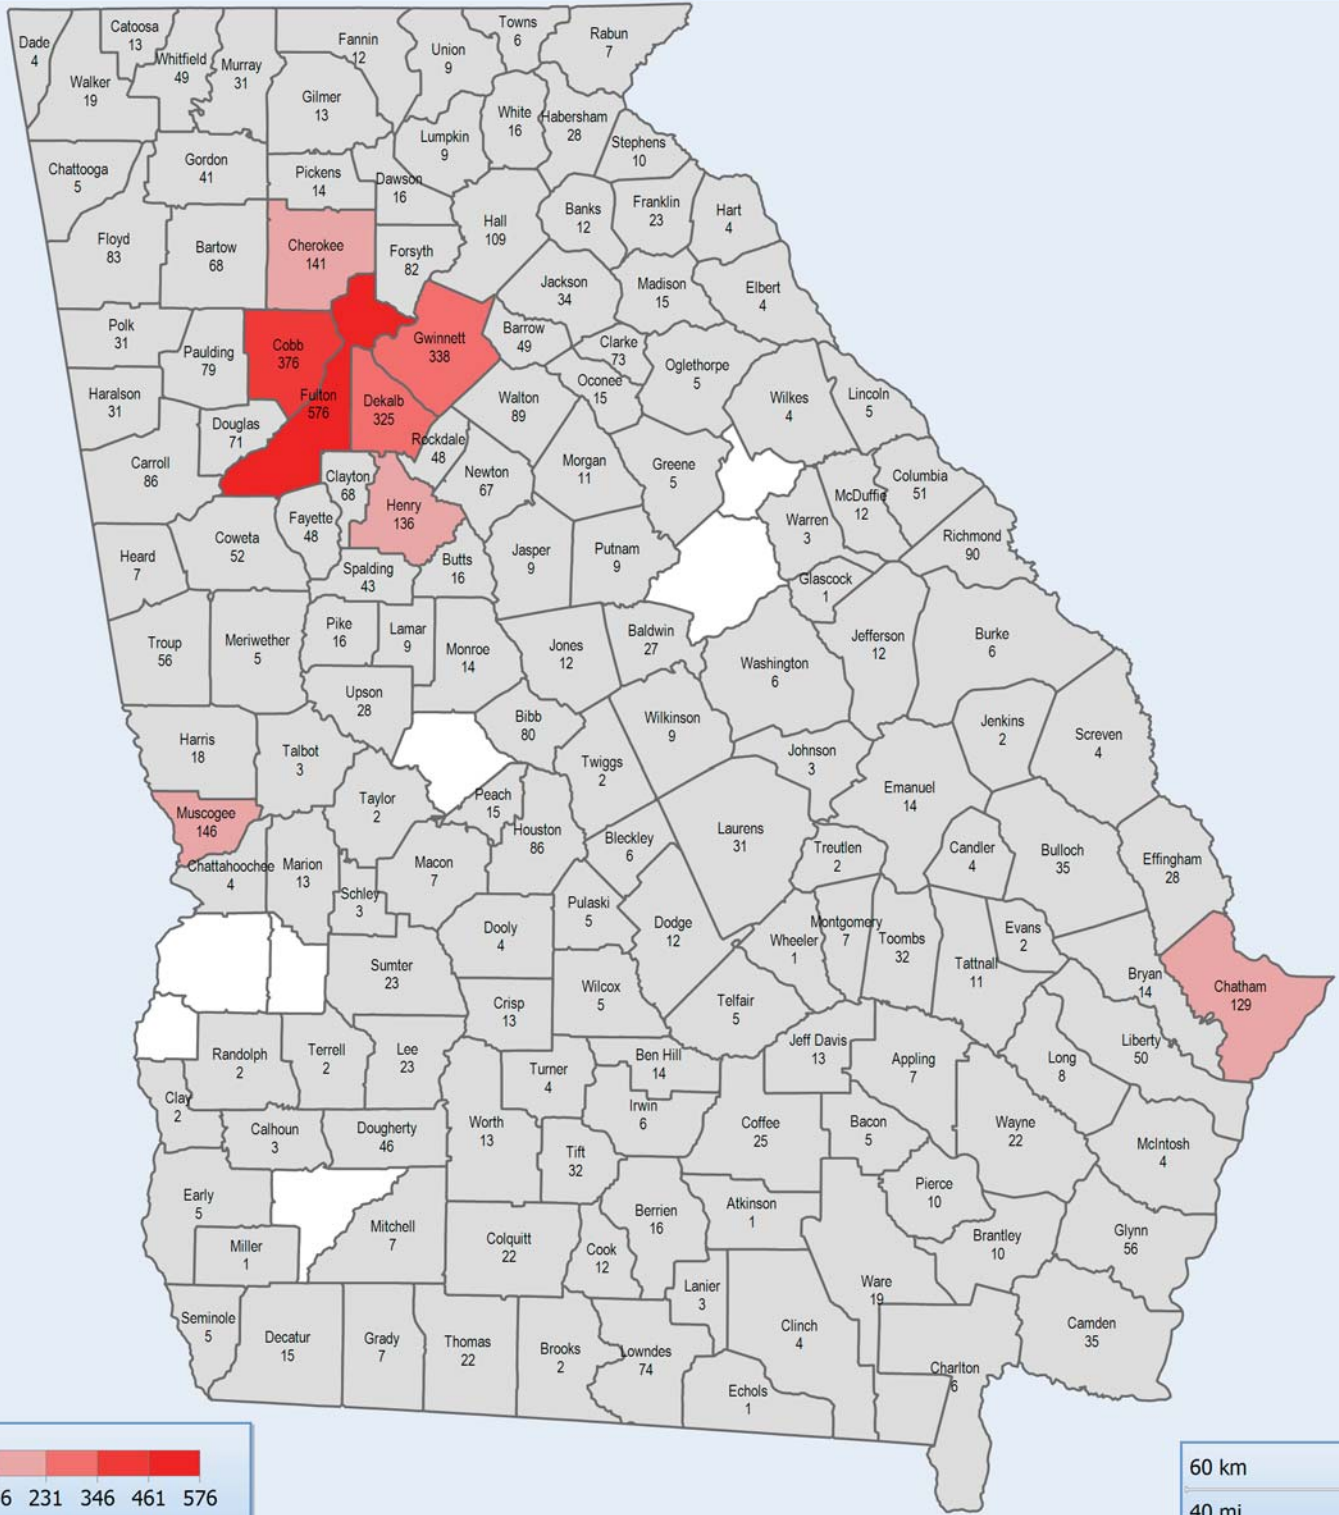 Dade
4
Catoosa
13
Whitfield
49
Murray
31
Fannin
12
Union
9
Towns
6
Rabun
7
Walker
19
Gilmer
13
Lumpkin
9
White
16
Habersham
28
Stephens
10
Chattooga
5
Gordon
41
Pickens
14
Dawson
16
Hall
109
Banks
12
Franklin
23
Hart
4
Floyd
83
Bartow
68
Cherokee
141
Forsyth
82
Jackson
34
Madison
15
Elbert
4
Polk
31
Paulding
79
Cobb
376
Gwinnett
338
Barrow
49
Clarke
73
Oglethorpe
5
Haralson
31
Fulton
576
Dekalb
325
Walton
89
Oconee
15
Wilkes
4
Lincoln
5
Douglas
71
Rockdale
48
Carroll
86
Clayton
68
Newton
67
Morgan
11
Greene
5
McDuffie
12
Columbia
51
Henry
136
Fayette
48
Coweta
52
Heard
7
Spalding
43
Butts
16
Jasper
9
Putnam
9
Warren
3
Richmond
90
Glascock
1
Troup
56
Meriwether
5
Pike
16
Lamar
9
Monroe
14
Jones
12
Baldwin
27
Washington
6
Jefferson
12
Burke
6
Upson
28
Bibb
80
Wilkinson
9
Jenkins
2
Screven
4
Harris
18
Talbot
3
Twiggs
2
Johnson
3
Emanuel
14
Muscogee
146
Taylor
2
Peach
15
Houston
86
Bleckley
6
Laurens
31
Treutlen
2
Candler
4
Bulloch
35
Effingham
28
Chattahoochee
4
Marion
13
Schley
3
Macon
7
Pulaski
5
Dooly
4
Dodge
12
Wheeler
1
Montgomery
7
Toombs
32
Tattnall
11
Evans
2
Bryan
14
Chatham
129
Sumter
23
Crisp
13
Wilcox
5
Telfair
5
Randolph
2
Terrell
2
Lee
23
Turner
4
Ben Hill
14
Jeff Davis
13
Appling
7
Long
8
Liberty
50
Clay
2
Calhoun
3
Dougherty
46
Worth
13
Irwin
6
Coffee
25
Bacon
5
Wayne
22
McIntosh
4
Tift
32
Early
5
Mitchell
7
Miller
1
Colquitt
22
Cook
12
Berrien
16
Atkinson
1
Pierce
10
Brantley
10
Glynn
56
Lanier
3
Ware
19
Seminole
5
Decatur
15
Grady
7
Thomas
22
Brooks
2
Lowndes
74
Clinch
4
Echols
1
Charlton
6
Camden
35
6 231 346 461 576
60 km
40 mi